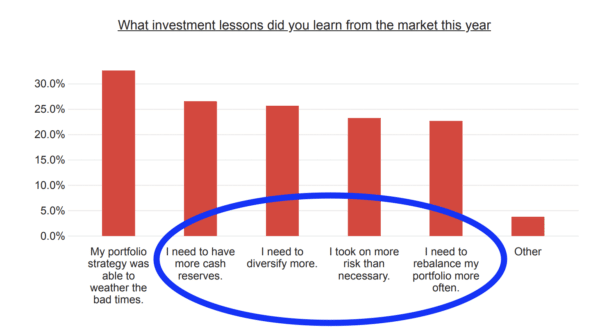 What investment lessons did you learn from the market this year
30.0%
25.0%
20.0%
15.0%
10.0%
5.0%
0.0%
My portfolio
strategy was
able to
weather the
bad times.
I need to have
more cash
reserves.
I need to
diversify more.
I took on more
risk than
necessary.
I need to
rebalance my
portfolio more
often.
Other